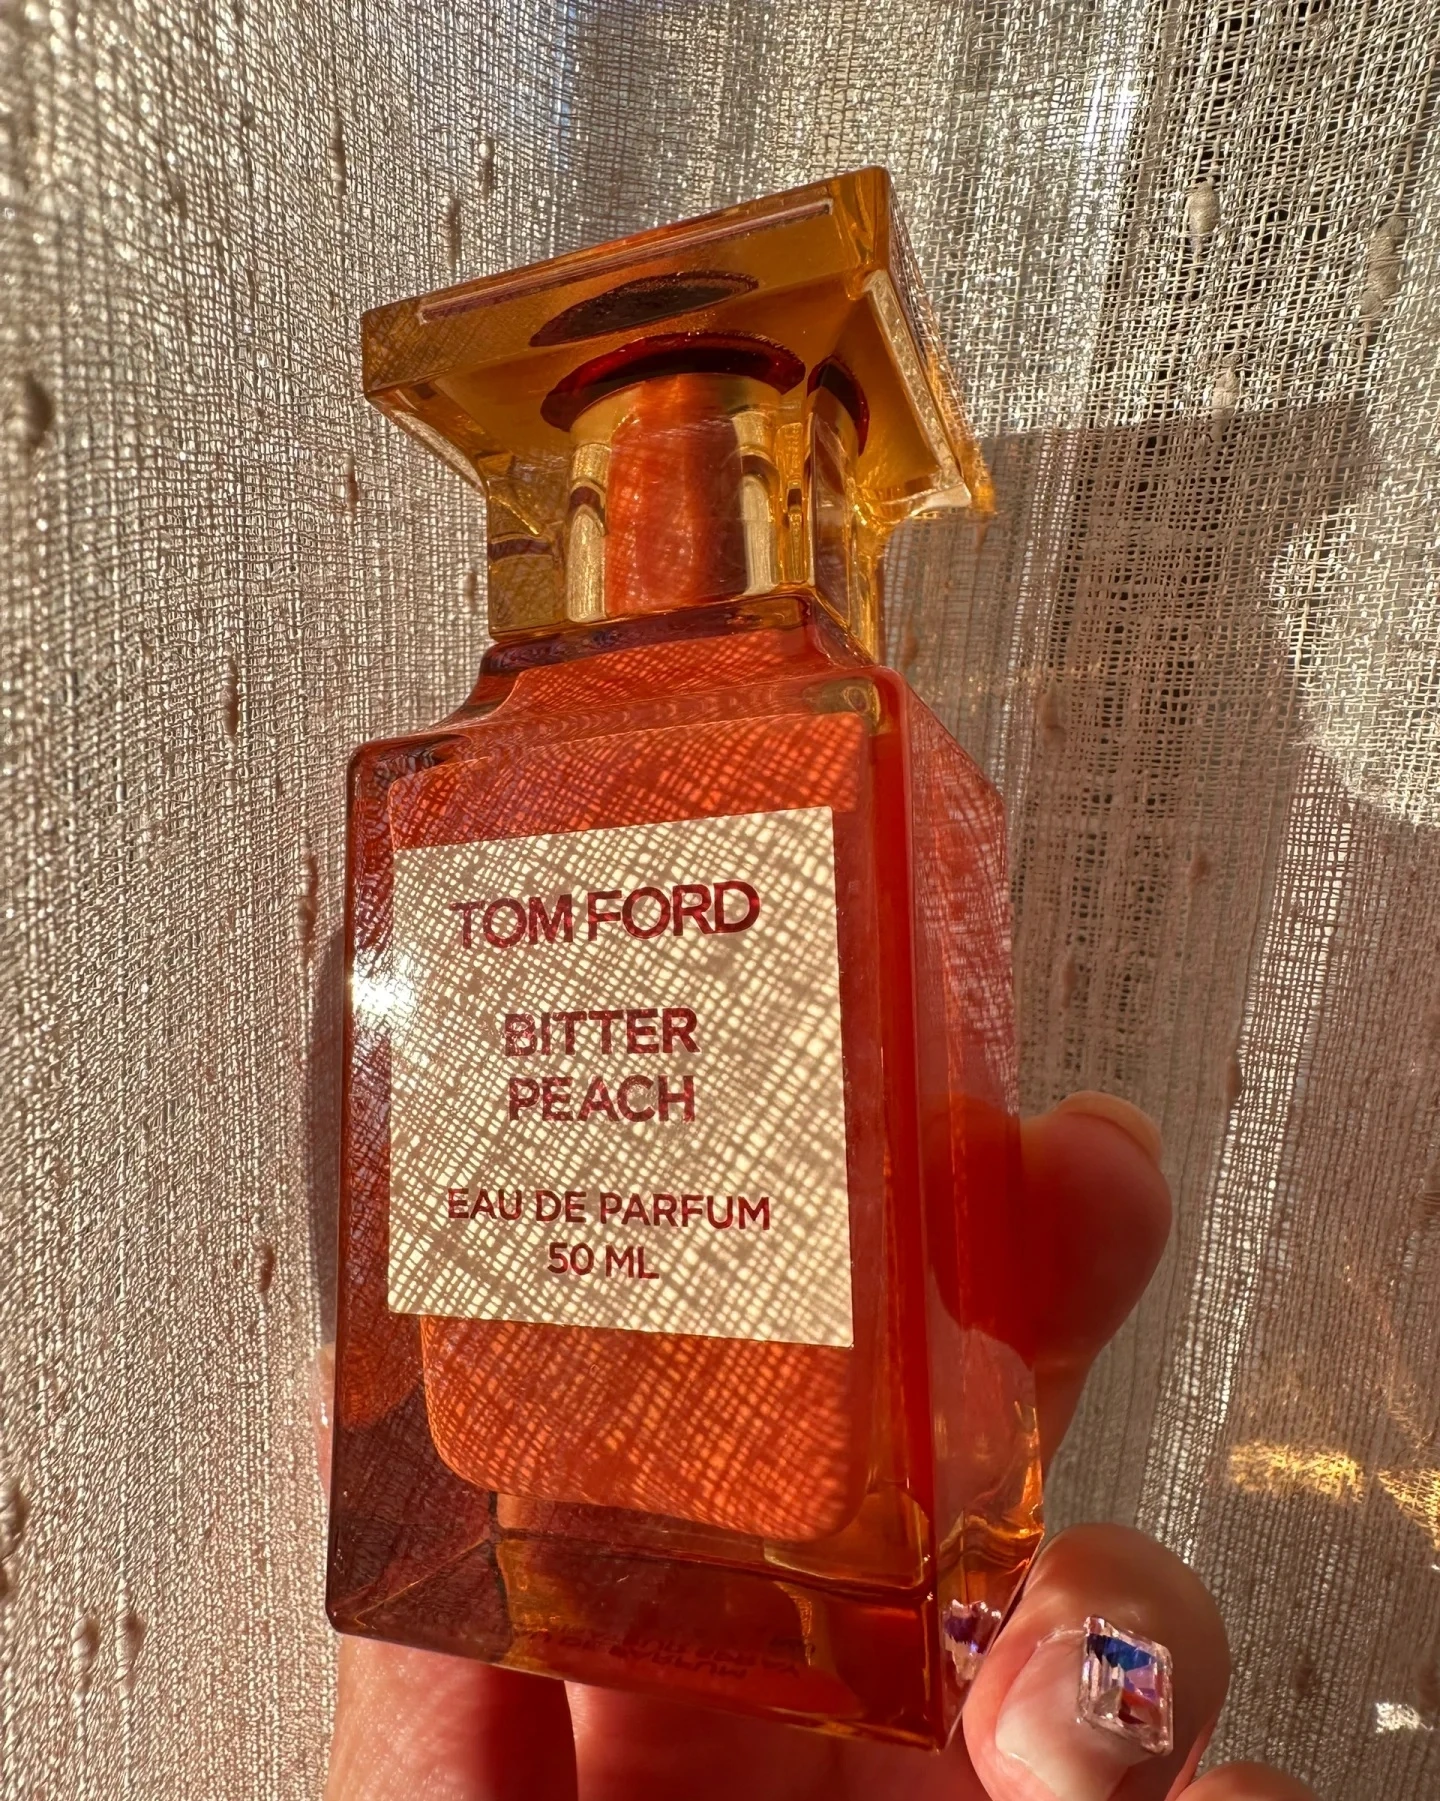 TOM FORD
BITTER
PEACH
EAU DE PARFUM
50 ML